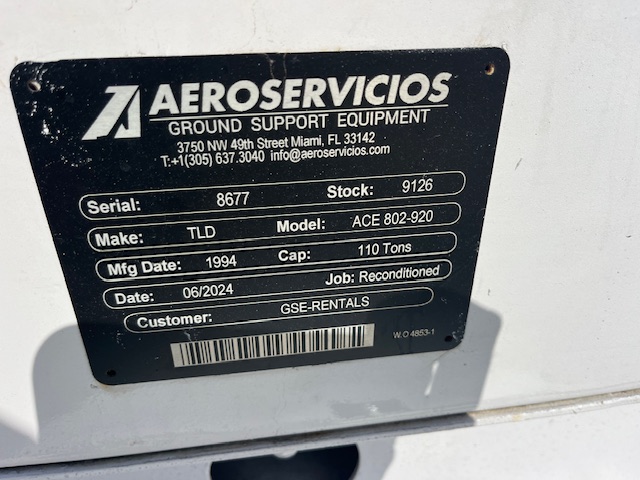 AEROSERVICIOS
GROUND SUPPORT EQUIPMENT
3750 NW 49th Street Miami, FL 33142
T:+1(305) 637.3040 info@aeroservicios.com
Serial: 8677 Stock: 9126
Make: TLD Model: ACE 802-920
Mfg Date: 1994 Cap: 110 Tons
Date: 06/2024 Job: Reconditioned
Customer: GSE-RENTALS
W.O 4853-1